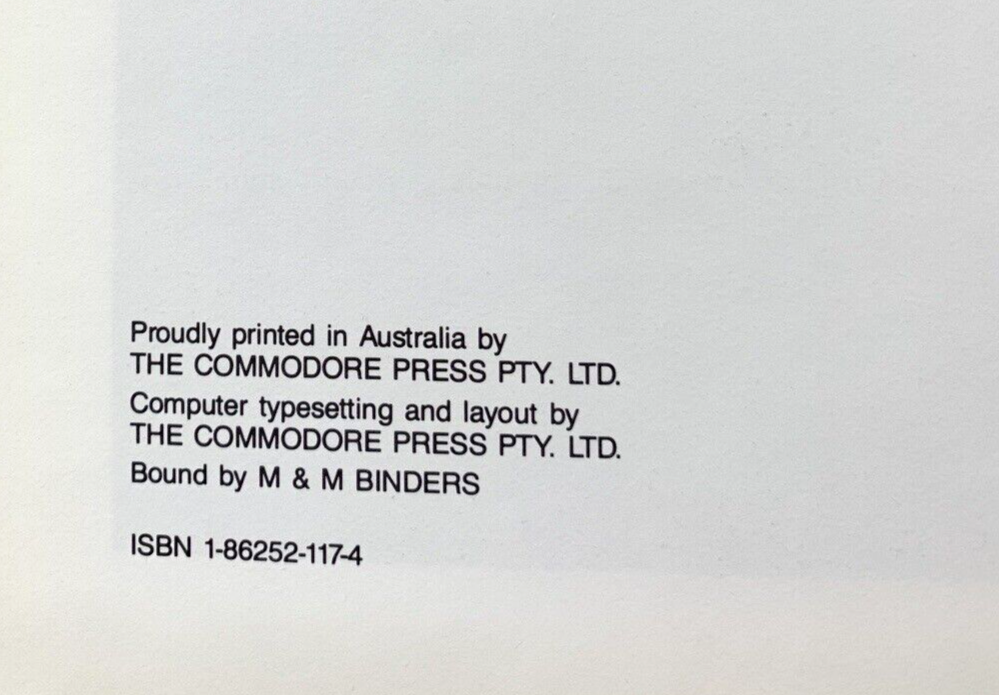 Proudly printed in Australia by
THE COMMODORE PRESS PTY. LTD.
Computer typesetting and layout by
THE COMMODORE PRESS PTY. LTD.
Bound by M & M BINDERS
ISBN 1-86252-117-4